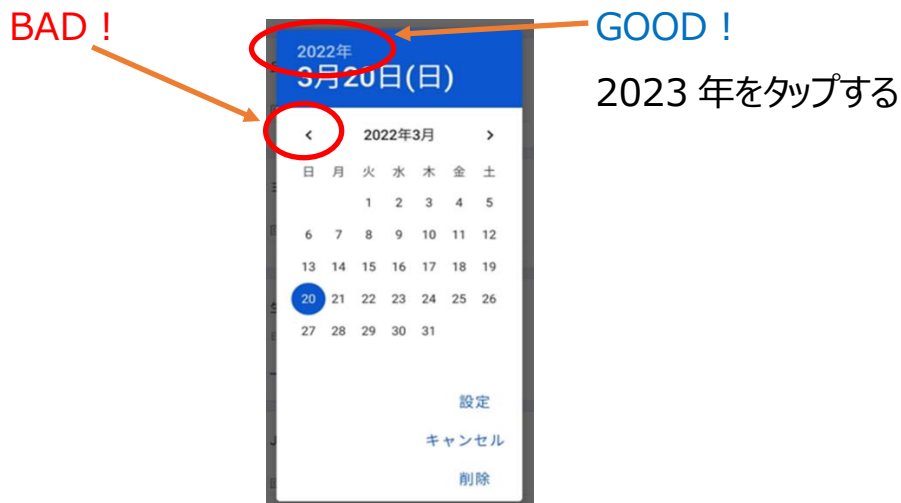 BAD！
GOOD！
2023 年をタップする
2022年
3月20日(日)
< 2022年3月 >
日 月 火 水 木 金 土
1 2 3 4 5
6 7 8 9 10 11 12
13 14 15 16 17 18 19
20 21 22 23 24 25 26
27 28 29 30 31
設定
キャンセル
削除